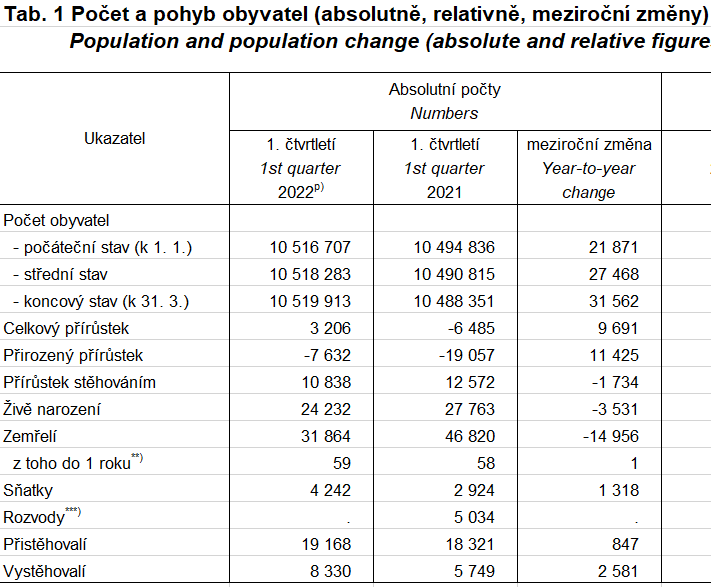 Tab. 1 Počet a pohyb obyvatel (absolutně, relativně, meziroční změny)
Population and population change (absolute and relative figure
Absolutní počty
Numbers
Ukazatel
1. čtvrtletí 1. čtvrtletí meziroční změna
1st quarter 1st quarter Year-to-year
2022p) 2021 change
Počet obyvatel
- počáteční stav (k 1. 1.) 10 516 707 10 494 836 21 871
- střední stav 10 518 283 10 490 815 27 468
- koncový stav (k 31. 3.) 10 519 913 10 488 351 31 562
Celkový přírůstek 3 206 -6 485 9 691
Přirozený přírůstek -7 632 -19 057 11 425
Přírůstek stěhováním 10 838 12 572 -1 734
Živě narození 24 232 27 763 -3 531
Zemřelí 31 864 46 820 -14 956
z toho do 1 roku**) 59 58 1
Sňatky 4 242 2 924 1 318
Rozvody***) . 5 034 .
Přistěhovalí 19 168 18 321 847
Vystěhovalí 8 330 5 749 2 581